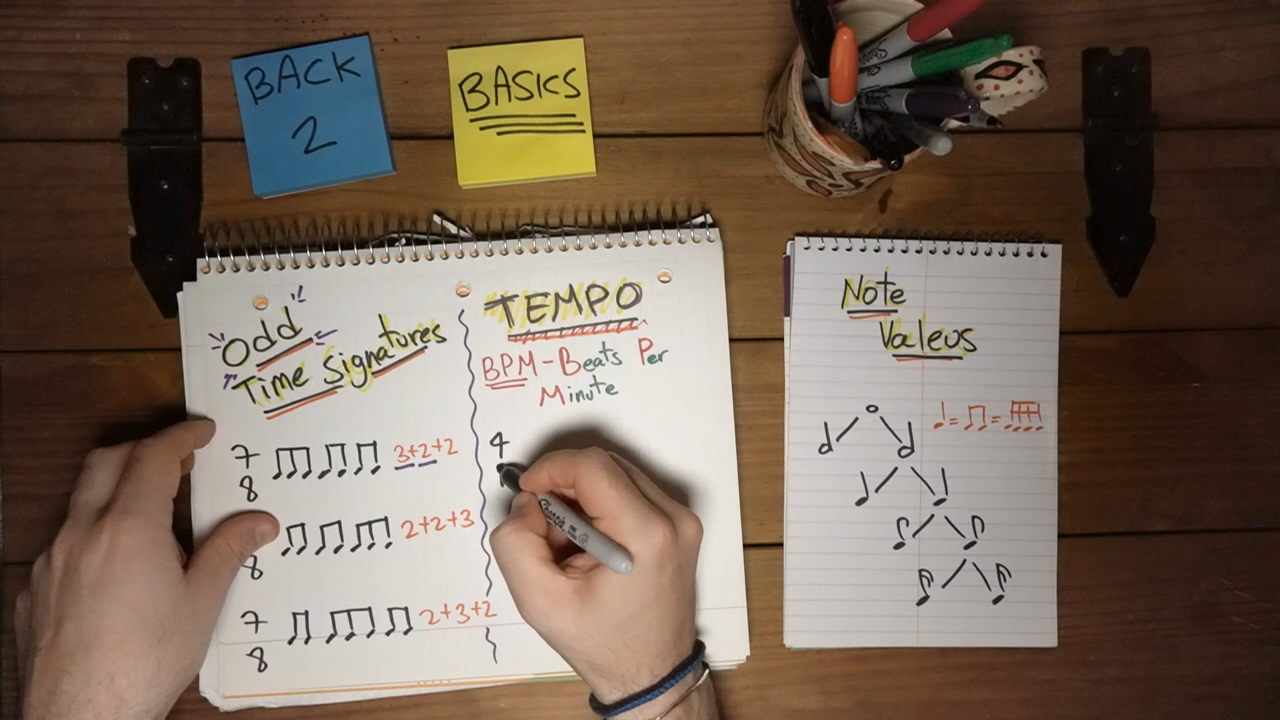 BACK
2
BASICS
Odd
Time Signatures
7
8
3+2+2
8
2+2+3
7
8
2+3+2
TEMPO
BPM - Beats Per
Minute
4
Note
Valeus
= =